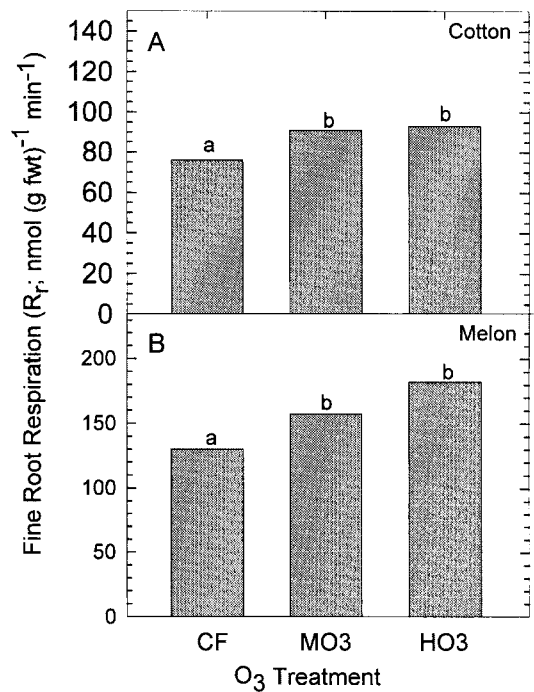 Fine Root Respiration (Rr; nmol (g fwt)⁻¹ min⁻¹)
A
Cotton
140
120
100
80
60
40
20
0
a
b
b
B
Melon
200
150
100
50
0
a
b
b
CF MO3 HO3
O₃ Treatment